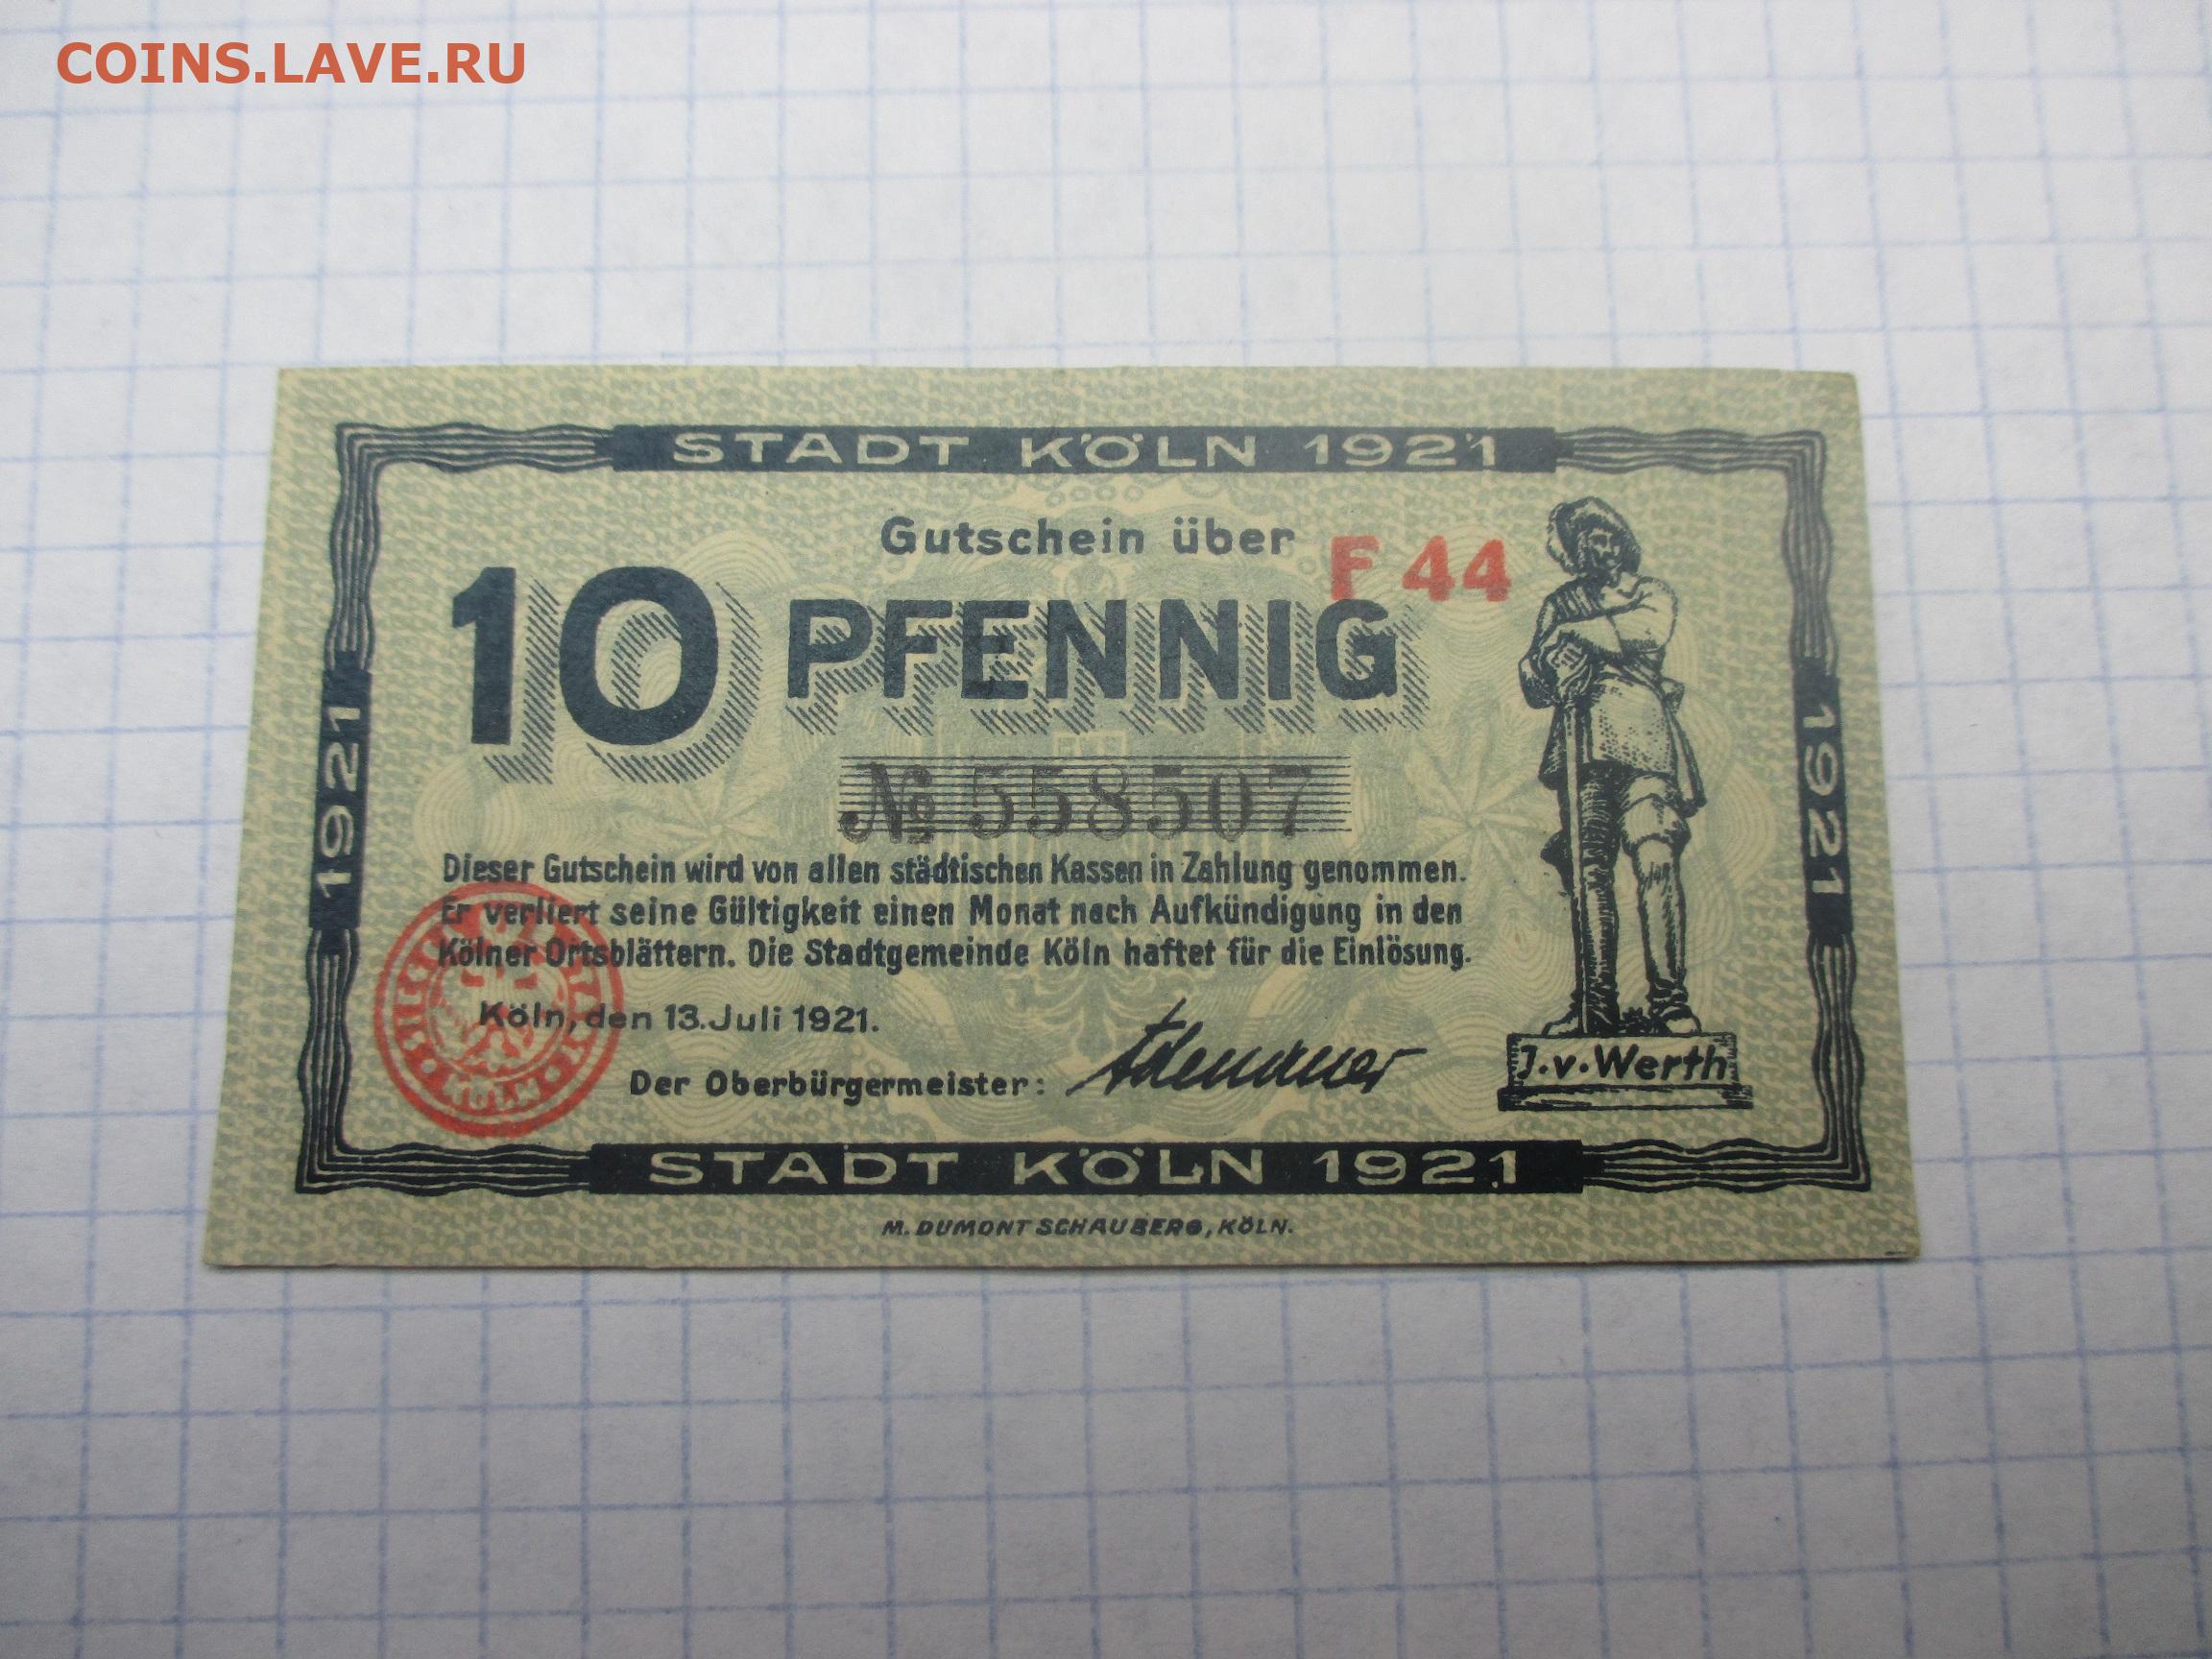 COINS.LAVE.RU
STADT KÖLN 1921
Gutschein über
F 44
10 PFENNIG
№ 558507
1921
1921
Dieser Gutschein wird von allen städtischen Kassen in Zahlung genommen.
Er verliert seine Gültigkeit einen Monat nach Aufkündigung in den
Kölner Ortsblättern. Die Stadtgemeinde Köln haftet für die Einlösung.
Köln, den 13. Juli 1921.
Der Oberbürgermeister: Adenauer
J. v. Werth
KÖLN
STADT KÖLN 1921
M. DUMONT SCHAUBERG, KÖLN.